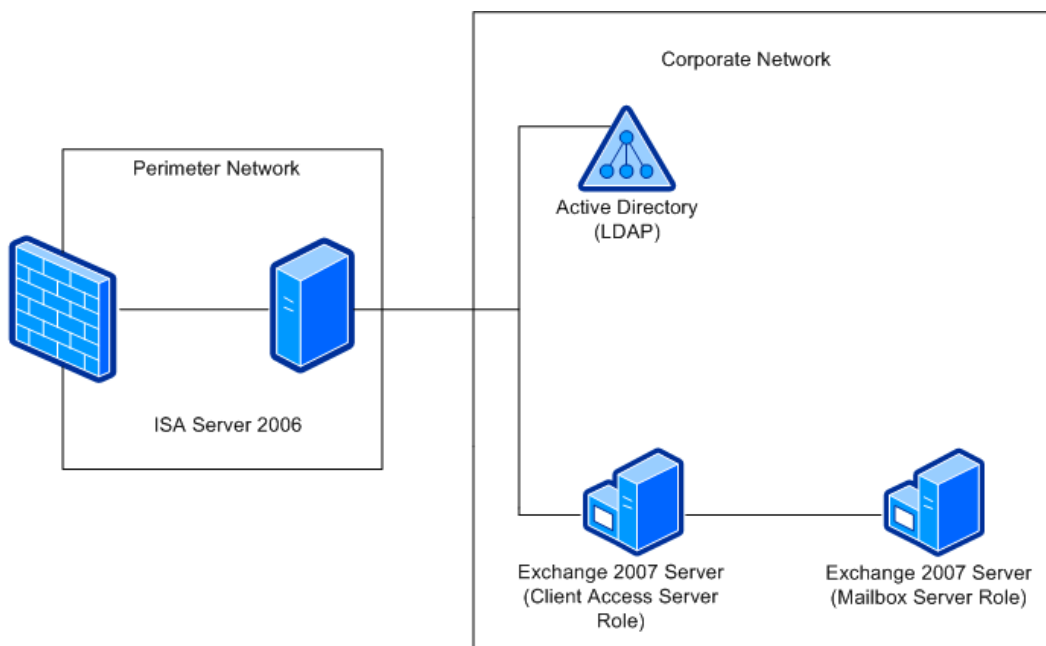 Corporate Network
Perimeter Network
Active Directory
(LDAP)
ISA Server 2006
Exchange 2007 Server
(Client Access Server
Role)
Exchange 2007 Server
(Mailbox Server Role)